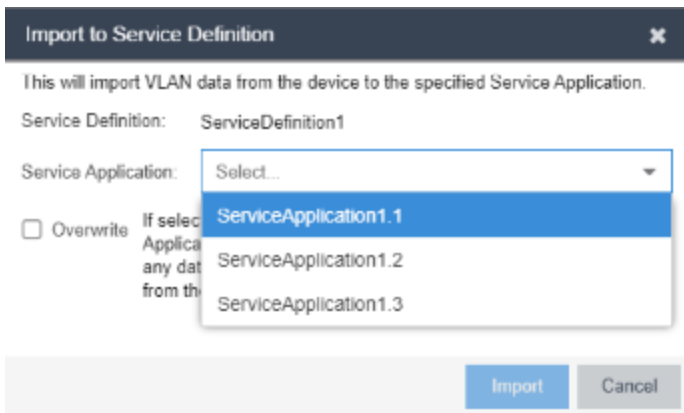 Import to Service Definition
This will import VLAN data from the device to the specified Service Application.
Service Definition: ServiceDefinition1
Service Application: Select...
ServiceApplication1.1
ServiceApplication1.2
ServiceApplication1.3
Overwrite If selec
Applica
any dat
from th
Import Cancel